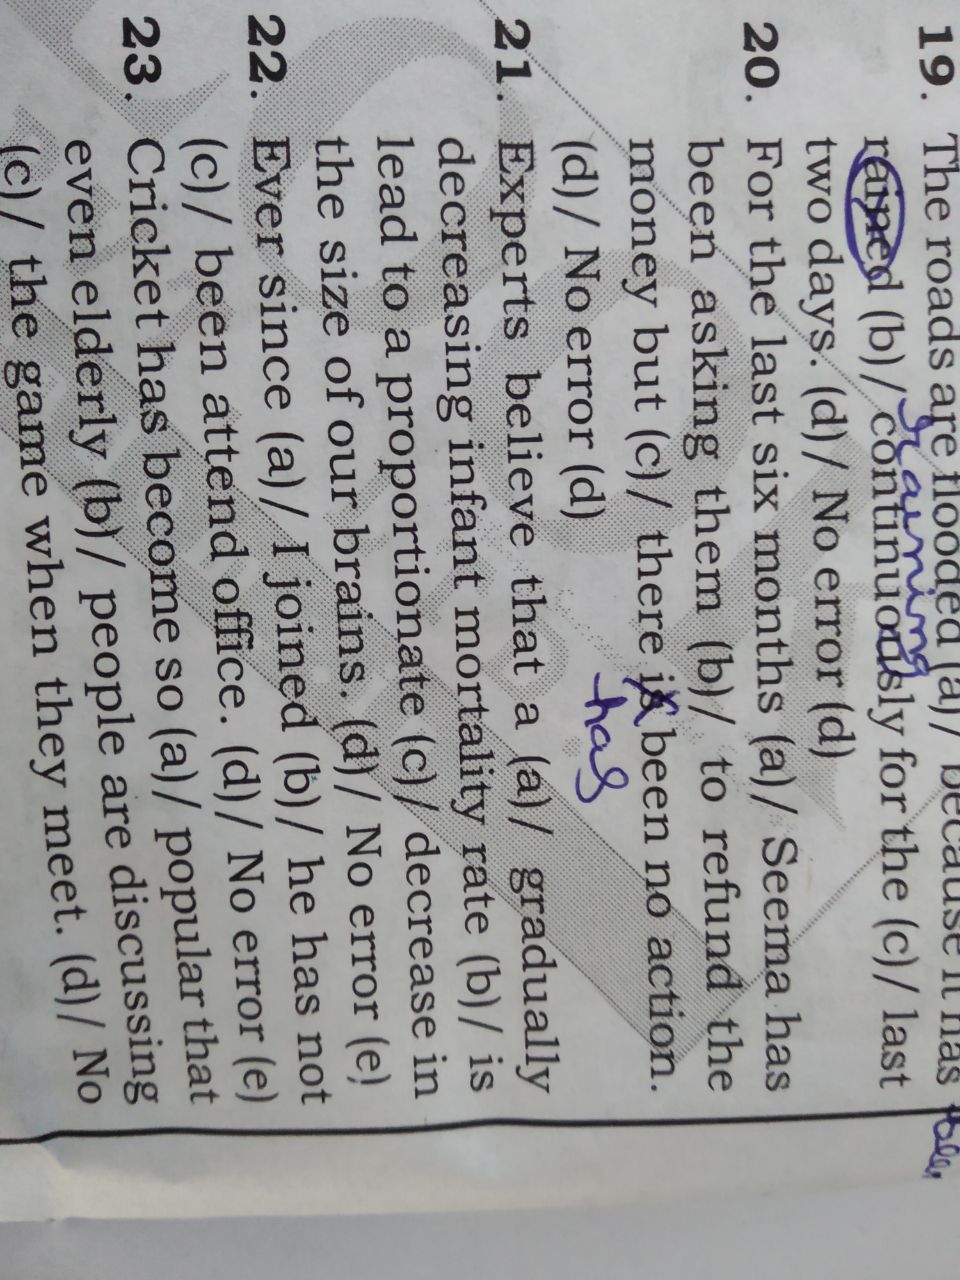 19. The roads are flooded (a)/ because it has
been
rained (b)/ continuously for the (c)/ last
raining
two days. (d)/ No error (d)
20. For the last six months (a)/ Seema has
been asking them (b)/ to refund the
money but (c)/ there is been no action.
has
(d)/ No error (d)
21. Experts believe that a (a)/ gradually
decreasing infant mortality rate (b)/ is
lead to a proportionate (c)/ decrease in
the size of our brains. (d)/ No error (e)
22. Ever since (a)/ I joined (b)/ he has not
(c)/ been attend office. (d)/ No error (e)
23. Cricket has become so (a)/ popular that
even elderly (b)/ people are discussing
(c)/ the game when they meet. (d)/ No